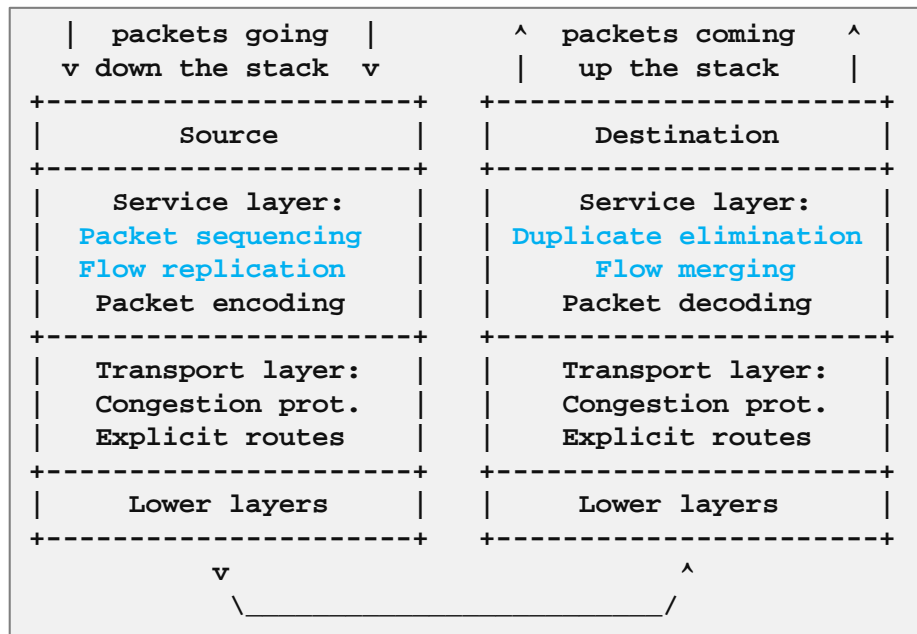 |  packets going  |        ^  packets coming   ^
v down the stack  v        |   up the stack    |
+----------------------+   +------------------------+
|        Source        |   |      Destination       |
+----------------------+   +------------------------+
|    Service layer:    |   |     Service layer:     |
|  Packet sequencing   |   | Duplicate elimination  |
|  Flow replication    |   |      Flow merging      |
|   Packet encoding    |   |    Packet decoding     |
+----------------------+   +------------------------+
|   Transport layer:   |   |    Transport layer:    |
|   Congestion prot.   |   |    Congestion prot.    |
|   Explicit routes    |   |    Explicit routes     |
+----------------------+   +------------------------+
|     Lower layers     |   |     Lower layers       |
+----------------------+   +------------------------+
v                           ^
\_________________________/